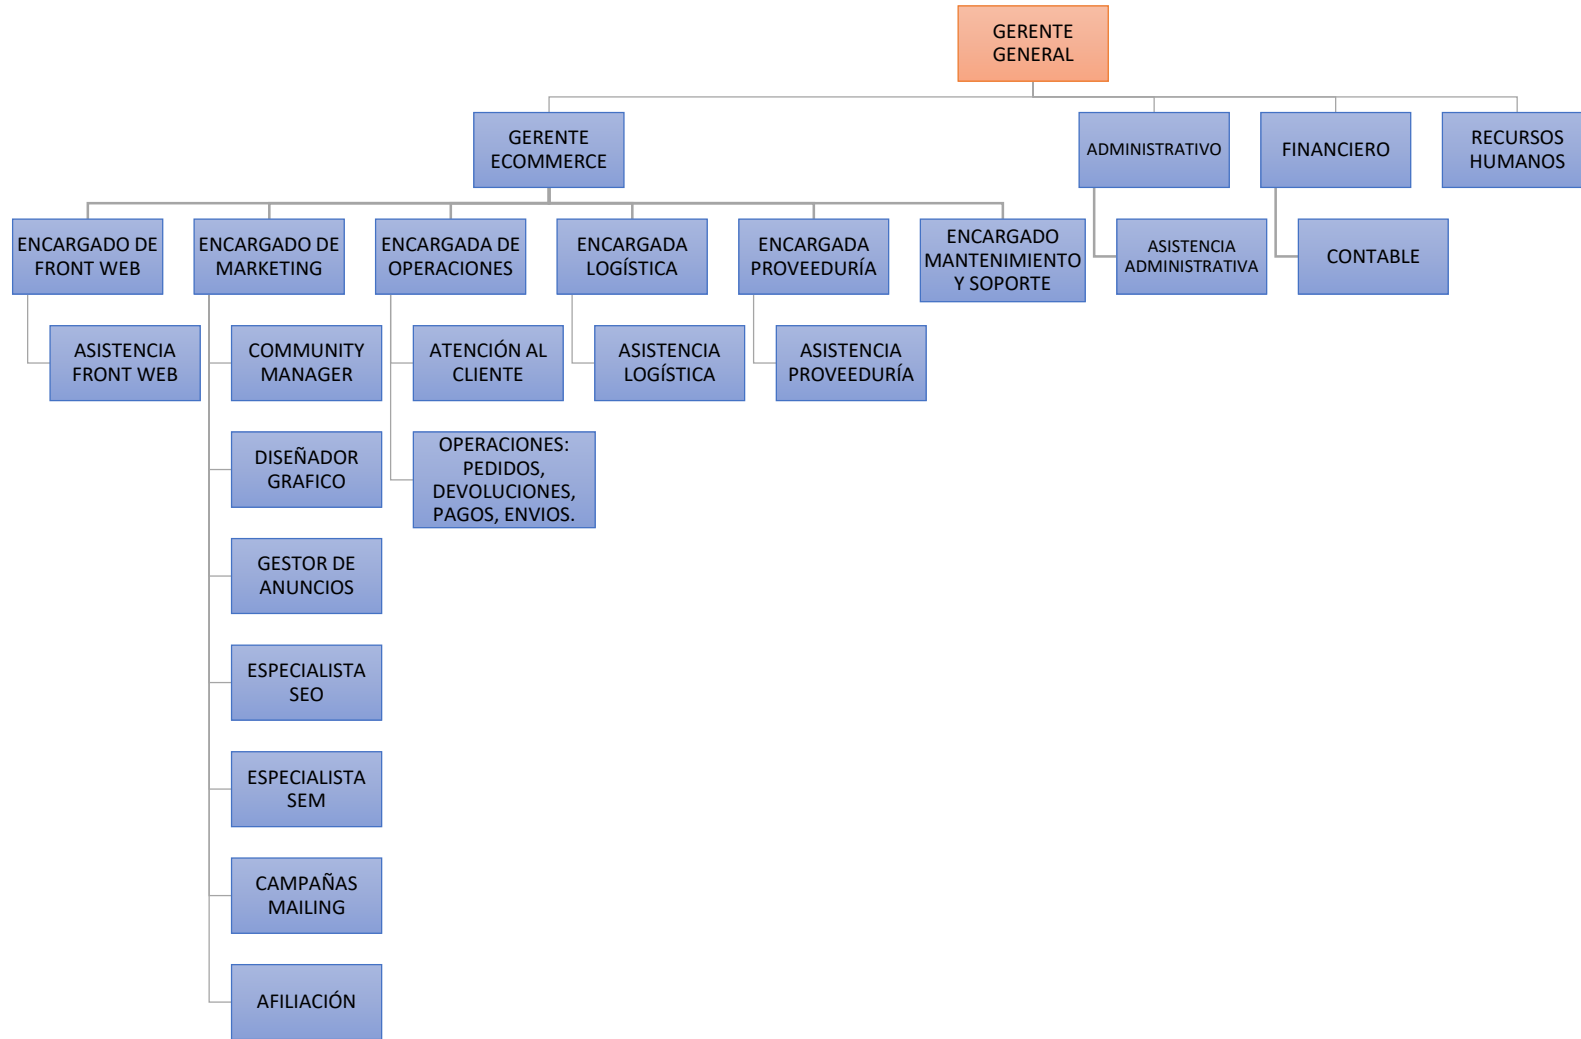 GERENTE
GENERAL
GERENTE
ECOMMERCE
ADMINISTRATIVO
FINANCIERO
RECURSOS
HUMANOS
ENCARGADO DE
FRONT WEB
ENCARGADO DE
MARKETING
ENCARGADA DE
OPERACIONES
ENCARGADA
LOGÍSTICA
ENCARGADA
PROVEEDURÍA
ENCARGADO
MANTENIMIENTO
Y SOPORTE
ASISTENCIA
ADMINISTRATIVA
CONTABLE
ASISTENCIA
FRONT WEB
COMMUNITY
MANAGER
ATENCIÓN AL
CLIENTE
ASISTENCIA
LOGÍSTICA
ASISTENCIA
PROVEEDURÍA
DISEÑADOR
GRAFICO
OPERACIONES:
PEDIDOS,
DEVOLUCIONES,
PAGOS, ENVIOS.
GESTOR DE
ANUNCIOS
ESPECIALISTA
SEO
ESPECIALISTA
SEM
CAMPAÑAS
MAILING
AFILIACIÓN